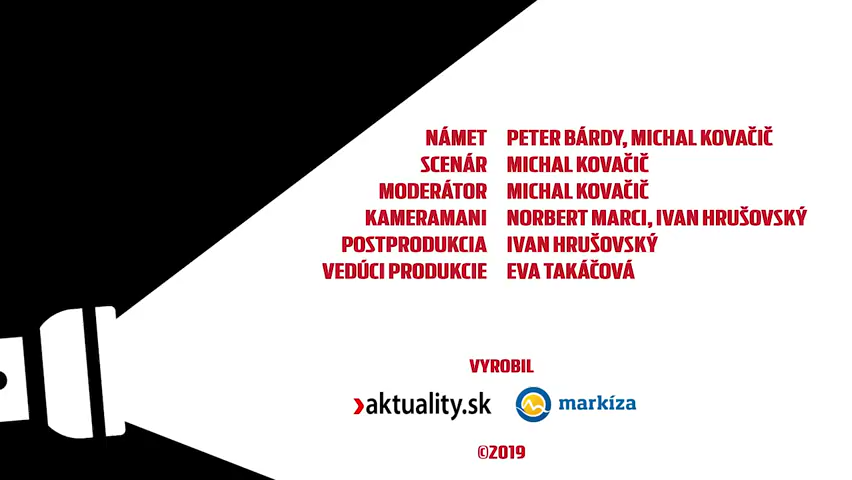 NÁMET PETER BÁRDY, MICHAL KOVAČIČ
SCENÁR MICHAL KOVAČIČ
MODERÁTOR MICHAL KOVAČIČ
KAMERAMANI NORBERT MARCI, IVAN HRUŠOVSKÝ
POSTPRODUKCIA IVAN HRUŠOVSKÝ
VEDÚCI PRODUKCIE EVA TAKÁČOVÁ
VYROBIL
aktuality.sk markíza
©2019